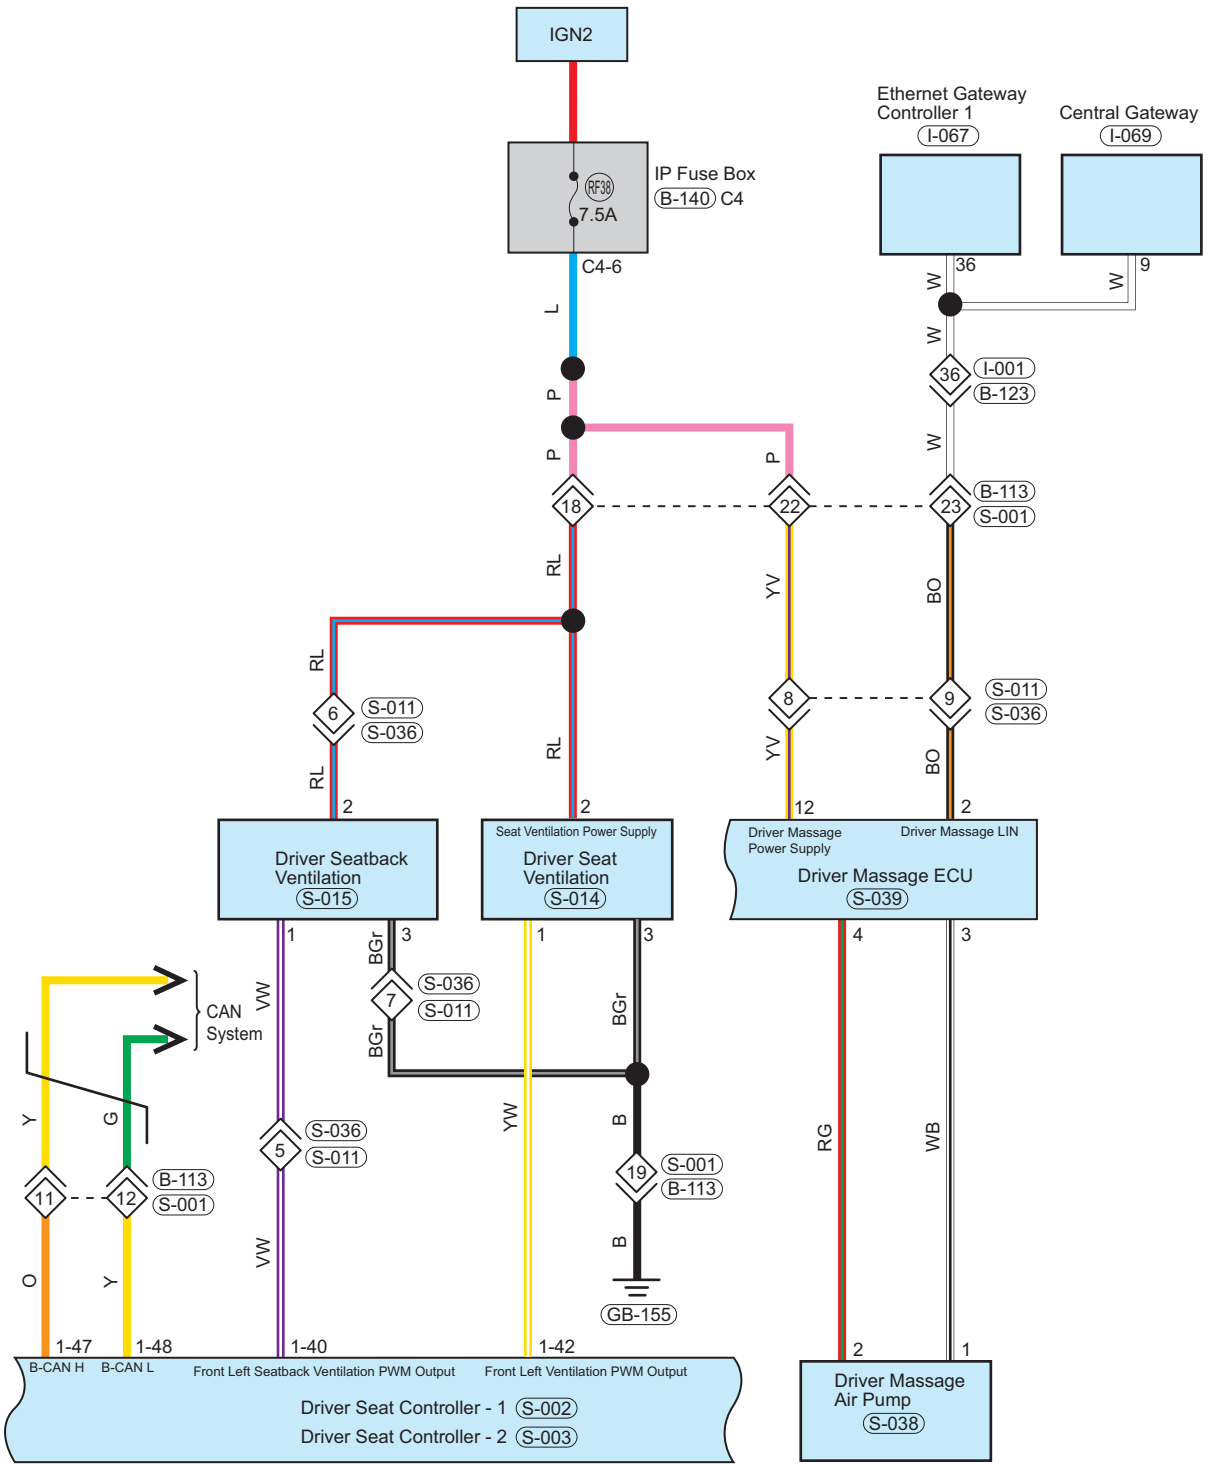 IGN2
Ethernet Gateway
Controller 1
I-067
Central Gateway
I-069
RF38
7.5A
IP Fuse Box
B-140 C4
C4-6
36
9
L
W
W
W
P
36
I-001
B-123
P
P
W
18
22
23
B-113
S-001
RL
YV
BO
RL
6
S-011
S-036
8
9
S-011
S-036
RL
RL
YV
BO
2
2
12
2
Seat Ventilation Power Supply
Driver Massage
Power Supply
Driver Massage LIN
Driver Seatback
Ventilation
S-015
Driver Seat
Ventilation
S-014
Driver Massage ECU
S-039
1
3
1
3
4
3
BGr
VW
7
S-036
S-011
BGr
BGr
CAN
System
Y
G
YW
B
RG
WB
5
S-036
S-011
19
S-001
B-113
11
12
B-113
S-001
O
Y
VW
B
GB-155
1-47
1-48
1-40
1-42
2
1
B-CAN H
B-CAN L
Front Left Seatback Ventilation PWM Output
Front Left Ventilation PWM Output
Driver Seat Controller - 1 S-002
Driver Seat Controller - 2 S-003
Driver Massage
Air Pump
S-038